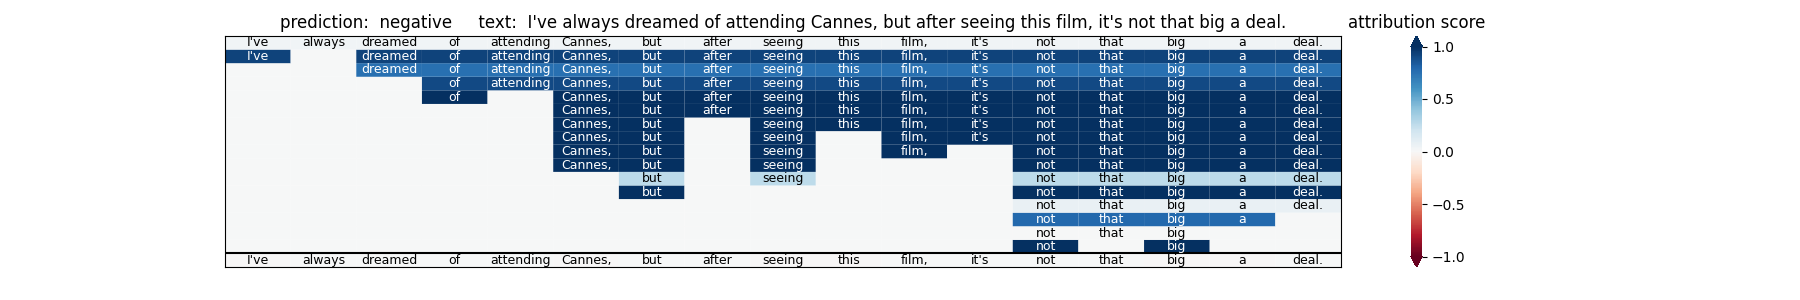 prediction:  negative     text:  I've always dreamed of attending Cannes, but after seeing this film, it's not that big a deal.     attribution score
I've always dreamed of attending Cannes, but after seeing this film, it's not that big a deal.
I've dreamed of attending Cannes, but after seeing this film, it's not that big a deal.
dreamed of attending Cannes, but after seeing this film, it's not that big a deal.
of attending Cannes, but after seeing this film, it's not that big a deal.
of Cannes, but after seeing this film, it's not that big a deal.
Cannes, but after seeing this film, it's not that big a deal.
Cannes, but seeing this film, it's not that big a deal.
Cannes, but seeing film, it's not that big a deal.
Cannes, but seeing film, not that big a deal.
Cannes, but seeing not that big a deal.
but seeing not that big a deal.
but not that big a deal.
not that big a deal.
not that big a
not that big
not big
I've always dreamed of attending Cannes, but after seeing this film, it's not that big a deal.
1.0
0.5
0.0
−0.5
−1.0